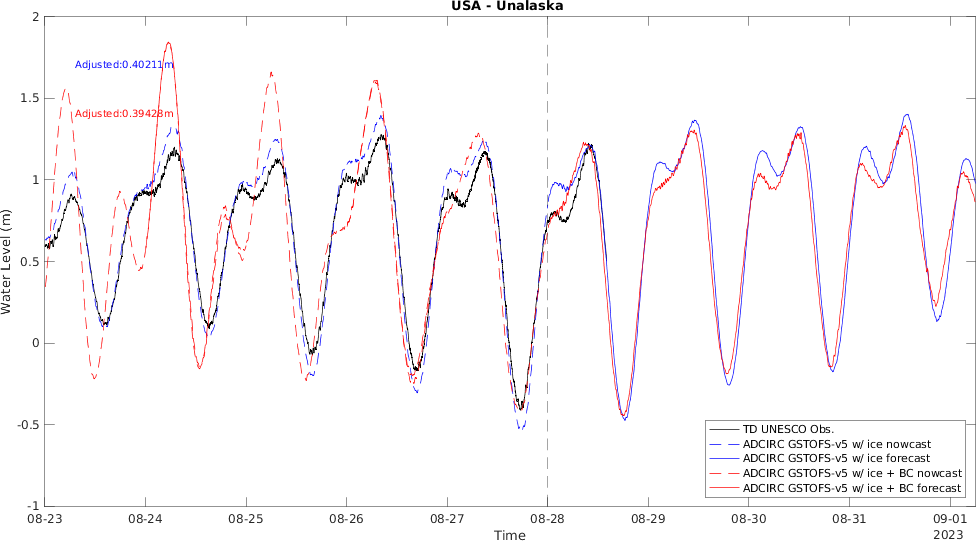 USA - Unalaska
2
1.5
1
0.5
0
-0.5
-1
Water Level (m)
Adjusted:0.40211m
Adjusted:0.39428m
TD UNESCO Obs.
ADCIRC GSTOFS-v5 w/ ice nowcast
ADCIRC GSTOFS-v5 w/ ice forecast
ADCIRC GSTOFS-v5 w/ ice + BC nowcast
ADCIRC GSTOFS-v5 w/ ice + BC forecast
08-23 08-24 08-25 08-26 08-27 08-28 08-29 08-30 08-31 09-01
2023
Time